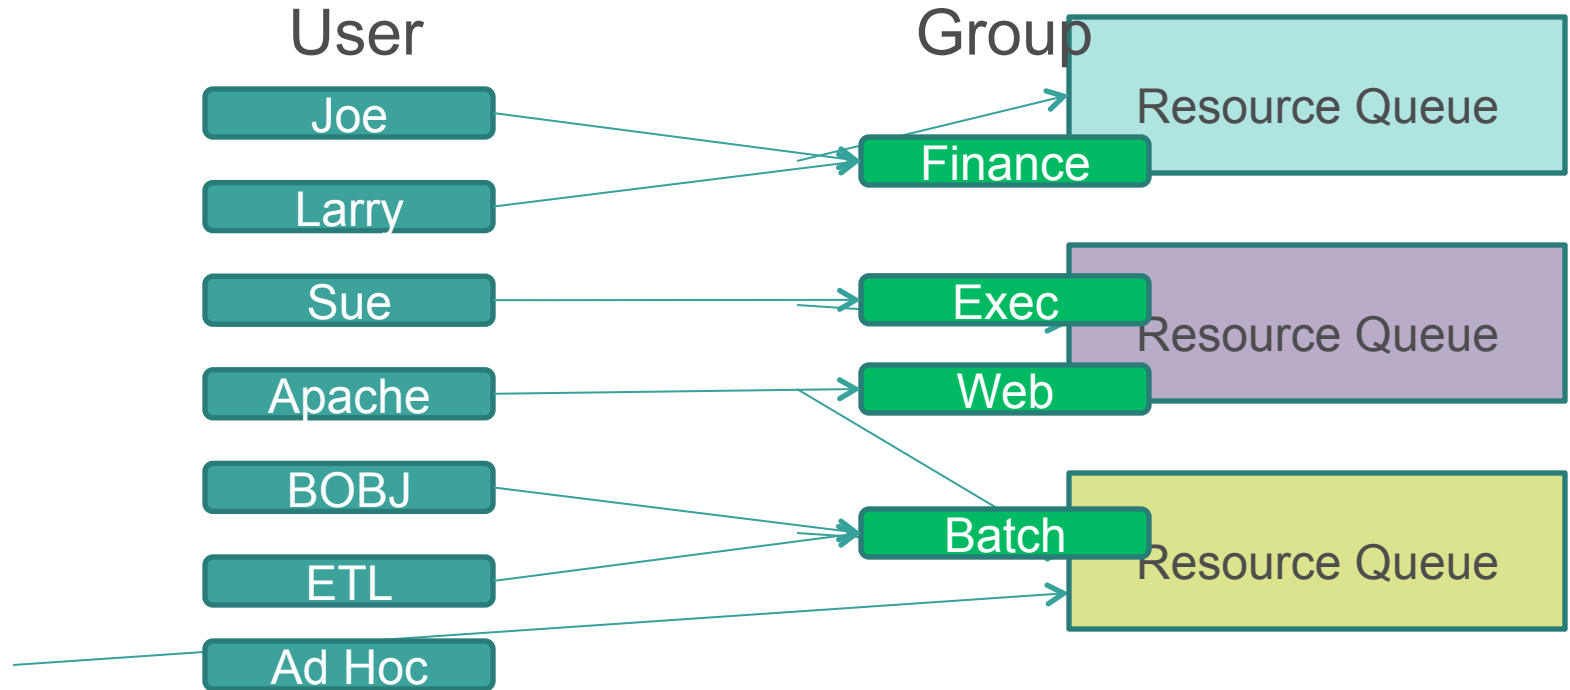 User
Group
Joe
Larry
Sue
Apache
BOBJ
ETL
Ad Hoc
Finance
Exec
Web
Batch
Resource Queue
Resource Queue
Resource Queue